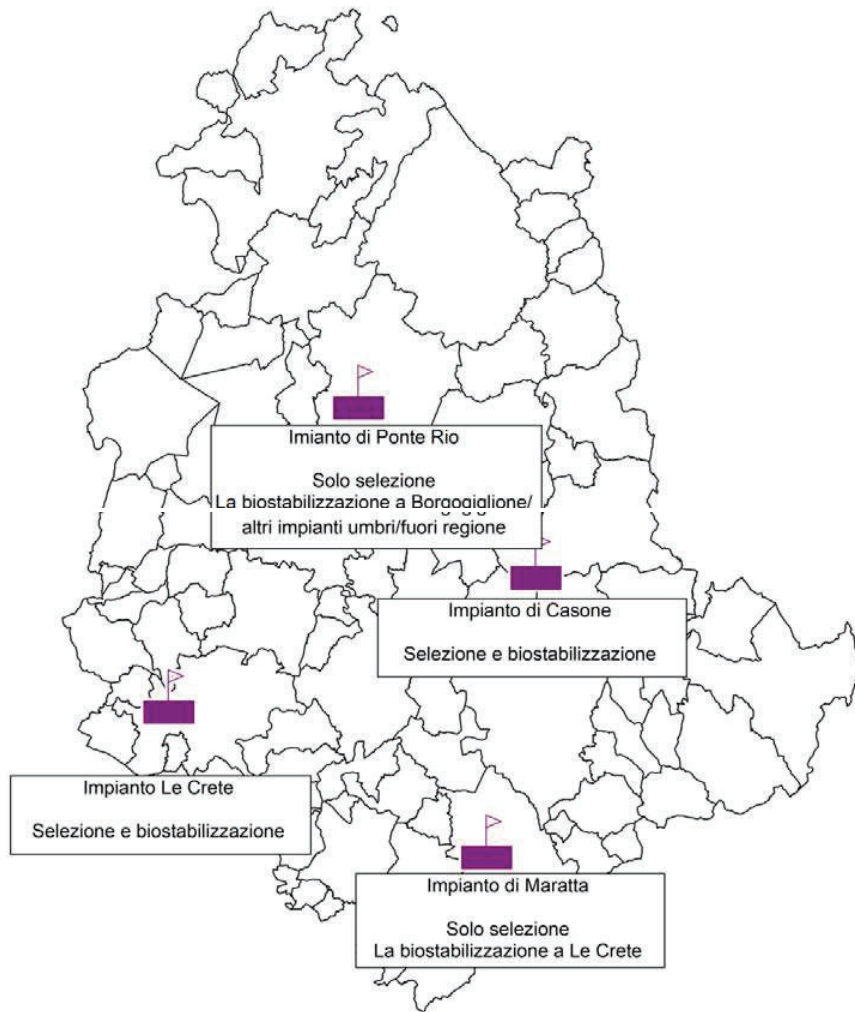 Imianto di Ponte Rio
Solo selezione
La biostabilizzazione a Borgogiglione/
altri impianti umbri/fuori regione
Impianto di Casone
Selezione e biostabilizzazione
Impianto Le Crete
Selezione e biostabilizzazione
Impianto di Maratta
Solo selezione
La biostabilizzazione a Le Crete